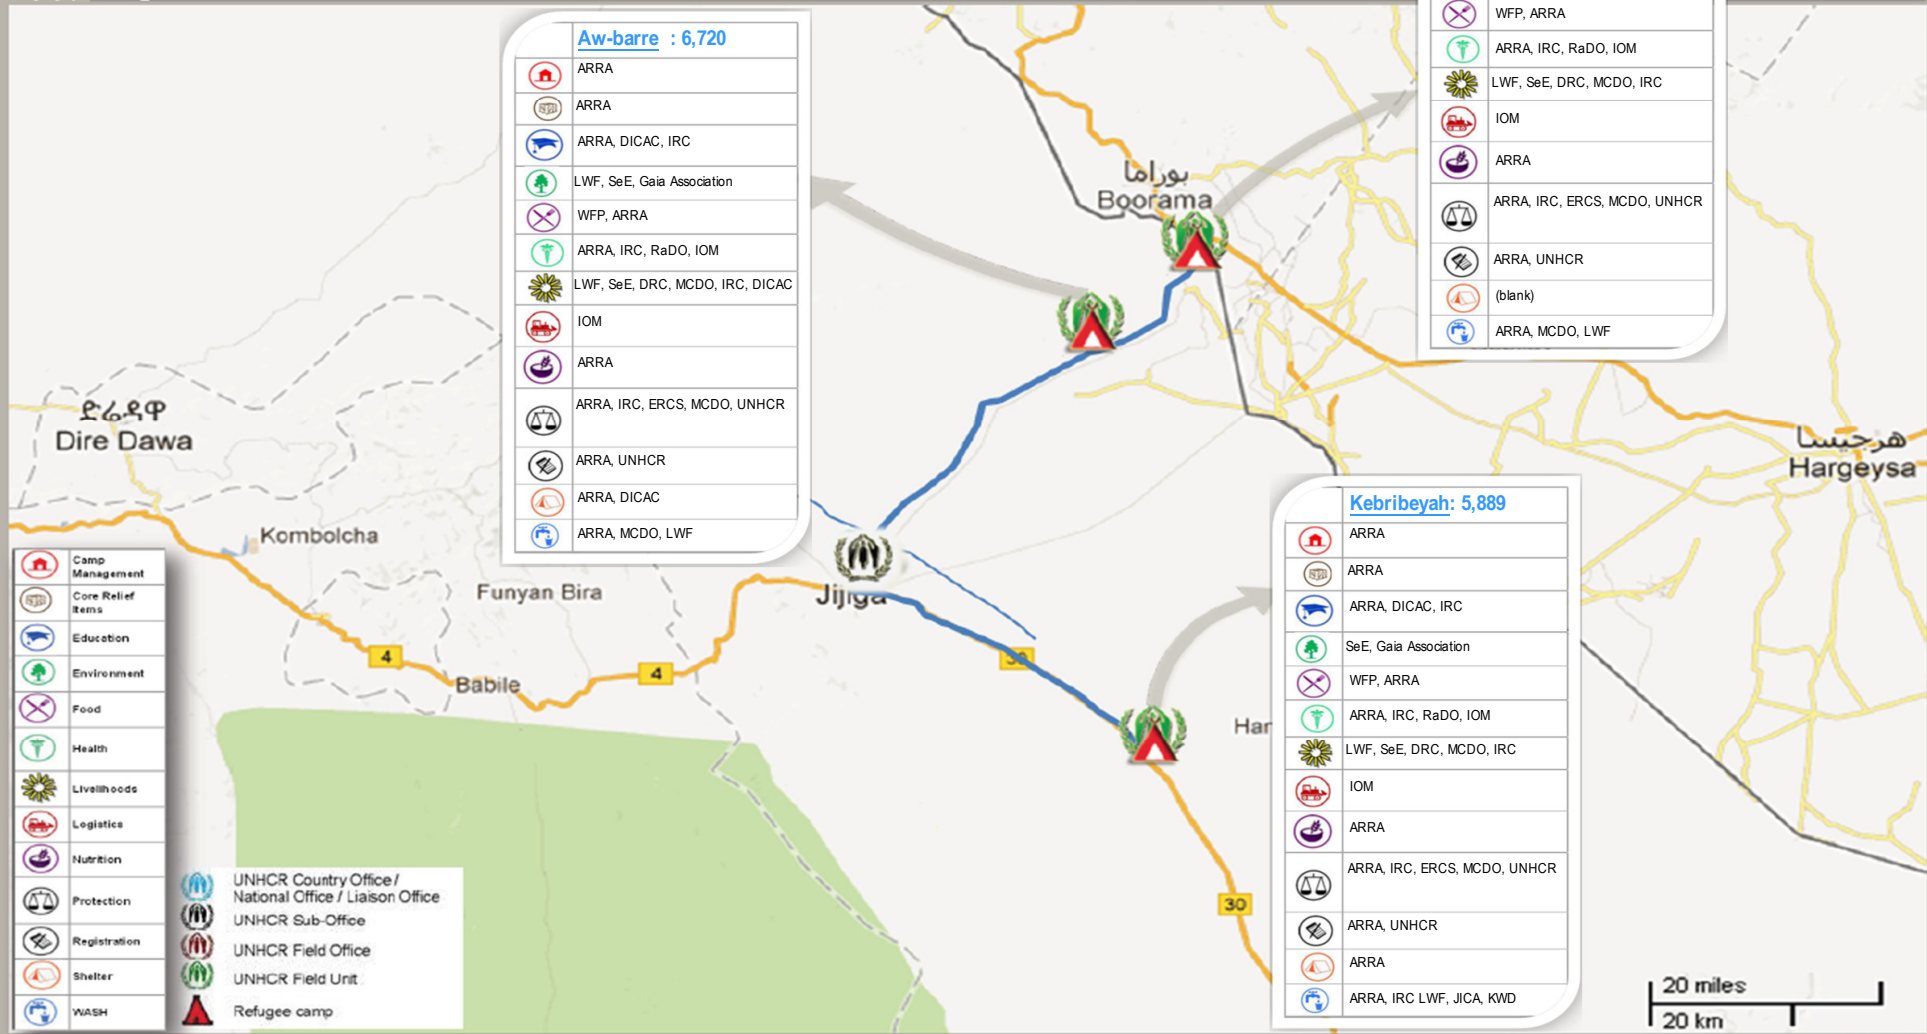 Aw-barre : 6,720
ARRA
ARRA
ARRA, DICAC, IRC
LWF, SeE, Gaia Association
WFP, ARRA
ARRA, IRC, RaDO, IOM
LWF, SeE, DRC, MCDO, IRC, DICAC
IOM
ARRA
ARRA, IRC, ERCS, MCDO, UNHCR
ARRA, UNHCR
ARRA, DICAC
ARRA, MCDO, LWF
WFP, ARRA
ARRA, IRC, RaDO, IOM
LWF, SeE, DRC, MCDO, IRC
IOM
ARRA
ARRA, IRC, ERCS, MCDO, UNHCR
ARRA, UNHCR
(blank)
ARRA, MCDO, LWF
بوراما
Boorama
ድሬዳዋ
Dire Dawa
هرجيسا
Hargeysa
Kombolcha
Funyan Bira
Jijiga
4
Babile
4
30
Har
30
Kebribeyah: 5,889
ARRA
ARRA
ARRA, DICAC, IRC
SeE, Gaia Association
WFP, ARRA
ARRA, IRC, RaDO, IOM
LWF, SeE, DRC, MCDO, IRC
IOM
ARRA
ARRA, IRC, ERCS, MCDO, UNHCR
ARRA, UNHCR
ARRA
ARRA, IRC LWF, JICA, KWD
Camp
Management
Core Relief
Items
Education
Environment
Food
Health
Livelihoods
Logistics
Nutrition
Protection
Registration
Shelter
WASH
UNHCR Country Office /
National Office / Liaison Office
UNHCR Sub-Office
UNHCR Field Office
UNHCR Field Unit
Refugee camp
20 miles
20 km